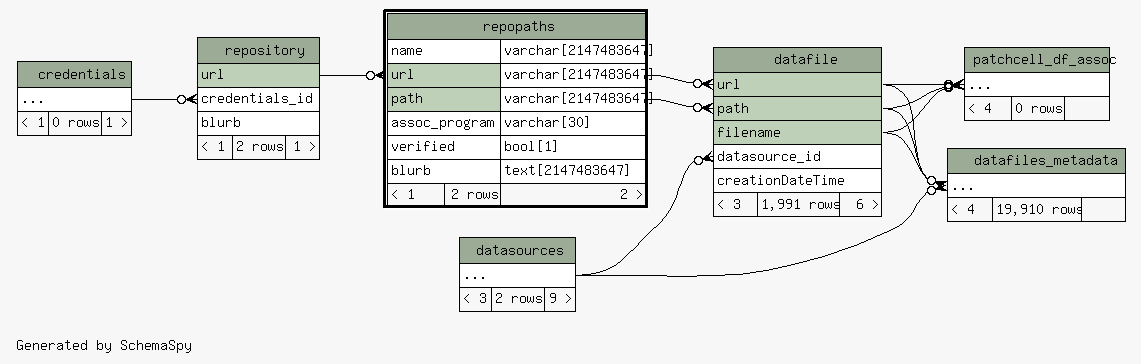 credentials
...
< 1 0 rows 1 >
repository
url
credentials_id
blurb
< 1 2 rows 1 >
repopaths
name varchar[2147483647]
url varchar[2147483647]
path varchar[2147483647]
assoc_program varchar[30]
verified bool[1]
blurb text[2147483647]
< 1 2 rows 2 >
datafile
url
path
filename
datasource_id
creationDateTime
< 3 1,991 rows 6 >
patchcell_df_assoc
...
< 4 0 rows
datafiles_metadata
...
< 4 19,910 rows
datasources
...
< 3 2 rows 9 >
Generated by SchemaSpy